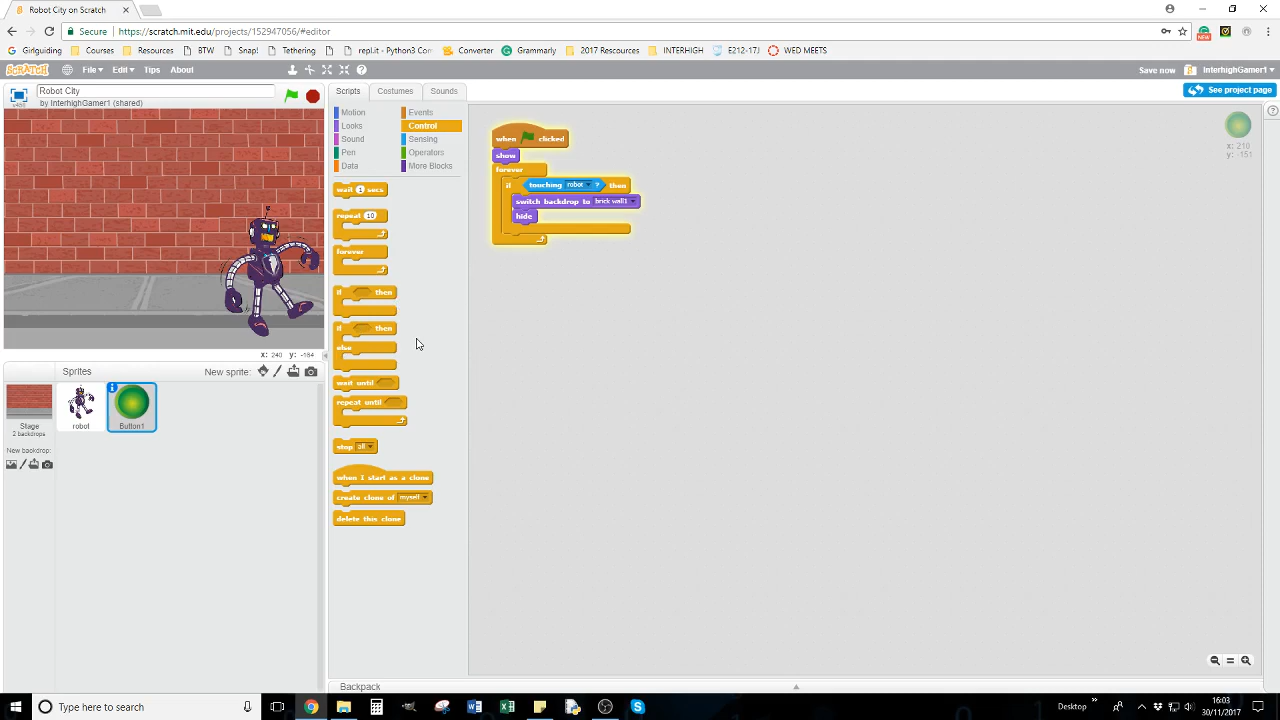 Robot City on Scratch
Secure https://scratch.mit.edu/projects/152947056/#editor
Girlguiding Courses Resources BTW Snap! Tethering repl.it - Python3 Com Converter Grammarly 2017 Rescources INTERHIGH E212-17J WED MEETS
SCRATCH File Edit Tips About Save now InterhighGamer1
Robot City
by InterhighGamer1 (shared)
Scripts Costumes Sounds
See project page
Motion Events
Looks Control
Sound Sensing
Pen Operators
Data More Blocks
wait 1 secs
repeat 10
forever
if then
if then
else
wait until
repeat until
stop all
when I start as a clone
create clone of myself
delete this clone
when clicked
show
forever
if touching robot ? then
switch backdrop to brick wall1
hide
x: 210
y: -151
x: 240 y: -184
Sprites New sprite:
Stage
2 backdrops
New backdrop:
robot
Button1
Backpack
Type here to search
Desktop
16:03
30/11/2017